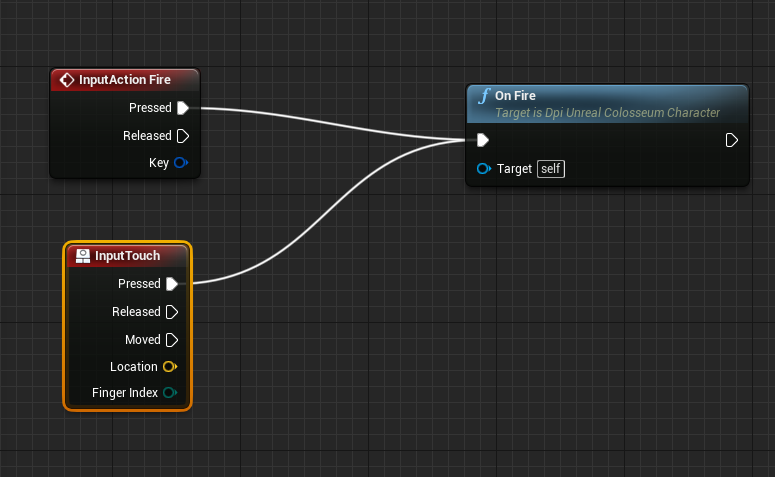 InputAction Fire
Pressed
Released
Key
On Fire
Target is Dpi Unreal Colosseum Character
Target self
InputTouch
Pressed
Released
Moved
Location
Finger Index